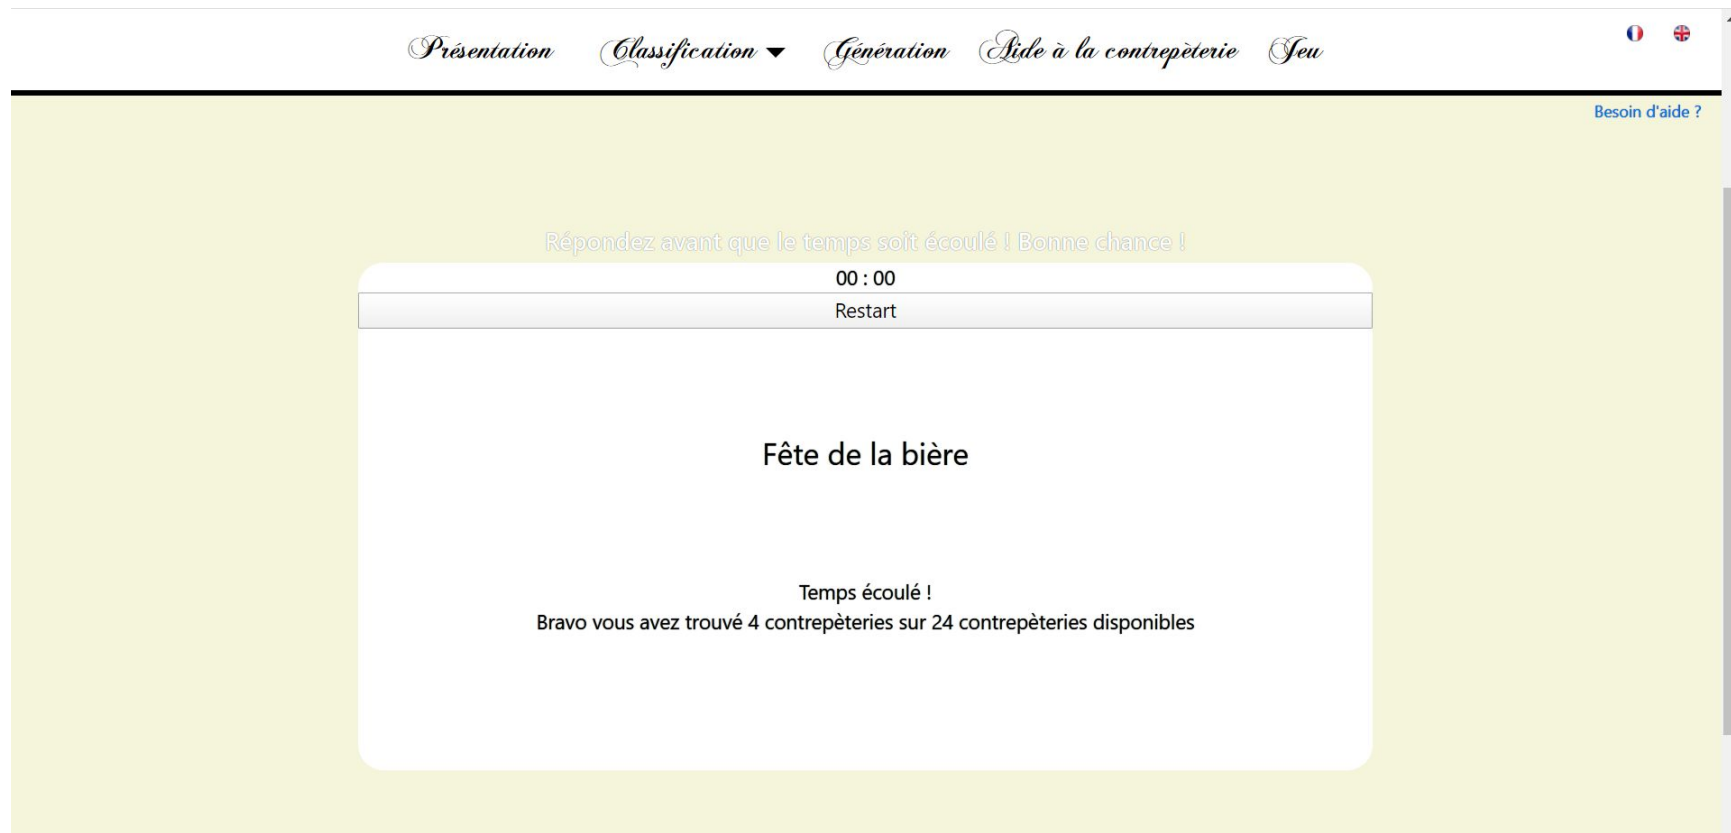 Présentation Classification Génération Aide à la contrepèterie Jeu
Besoin d'aide ?
Répondez avant que le temps soit écoulé ! Bonne chance !
00 : 00
Restart
Fête de la bière
Temps écoulé !
Bravo vous avez trouvé 4 contrepèteries sur 24 contrepèteries disponibles